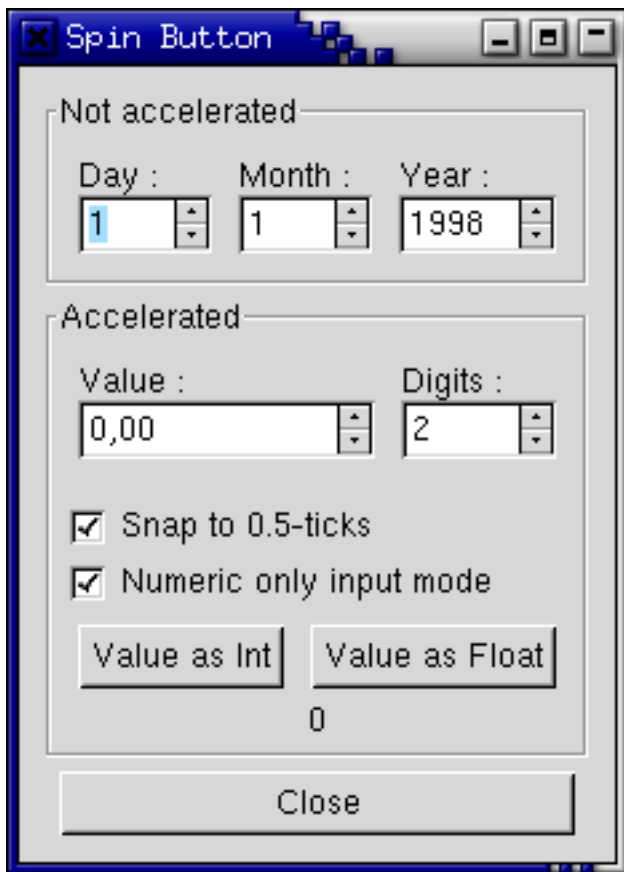 Spin Button
Not accelerated
Day : Month : Year :
1 1 1998
Accelerated
Value : Digits :
0,00 2
Snap to 0.5-ticks
Numeric only input mode
Value as Int Value as Float
0
Close